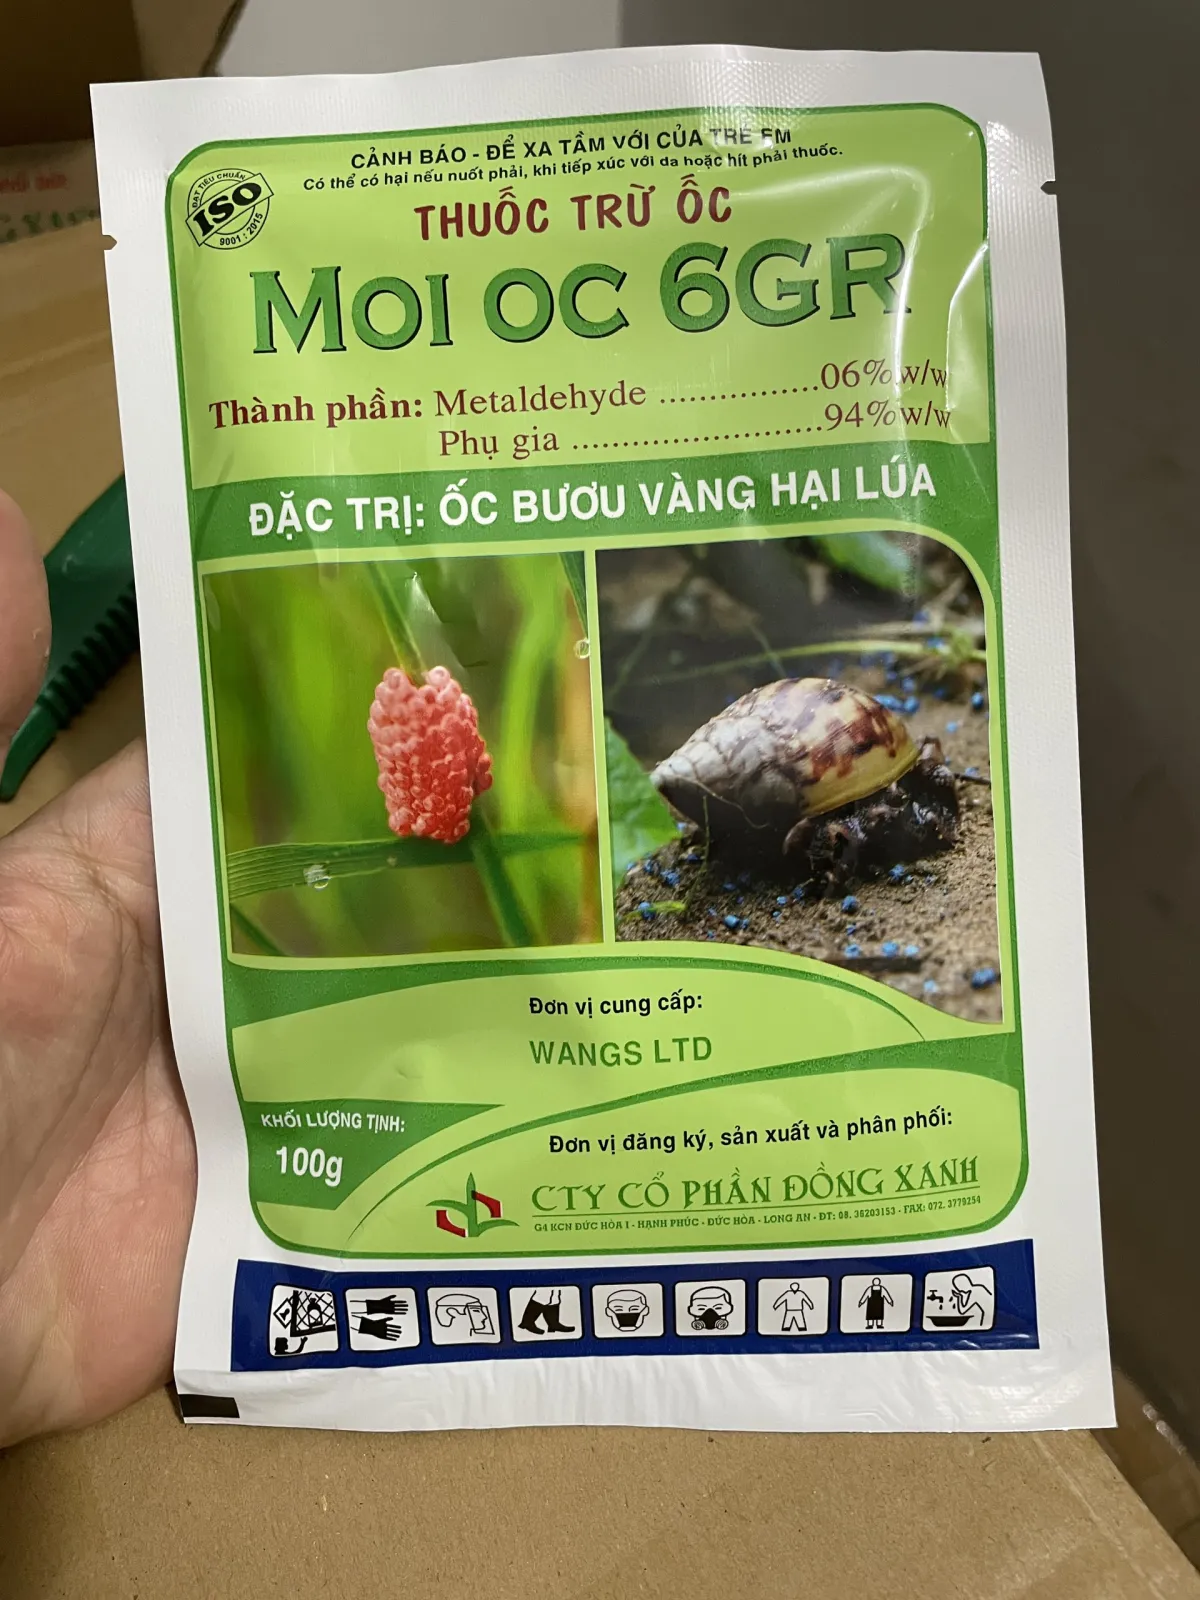 CẢNH BÁO - ĐỂ XA TẦM VỚI CỦA TRẺ EM
Có thể có hại nếu nuốt phải, khi tiếp xúc với da hoặc hít phải thuốc.
ĐẠT TIÊU CHUẨN
ISO
9001 : 2015
THUỐC TRỪ ỐC
MOI OC 6GR
Thành phần: Metaldehyde ................06% w/w
Phụ gia .........................94% w/w
ĐẶC TRỊ: ỐC BƯƠU VÀNG HẠI LÚA
Đơn vị cung cấp:
WANGS LTD
KHỐI LƯỢNG TỊNH:
100g
Đơn vị đăng ký, sản xuất và phân phối:
CTY CỔ PHẦN ĐỒNG XANH
G4 KCN ĐỨC HÒA I - HẠNH PHÚC - ĐỨC HÒA - LONG AN - ĐT: 08. 38203153 - FAX: 072. 3779254